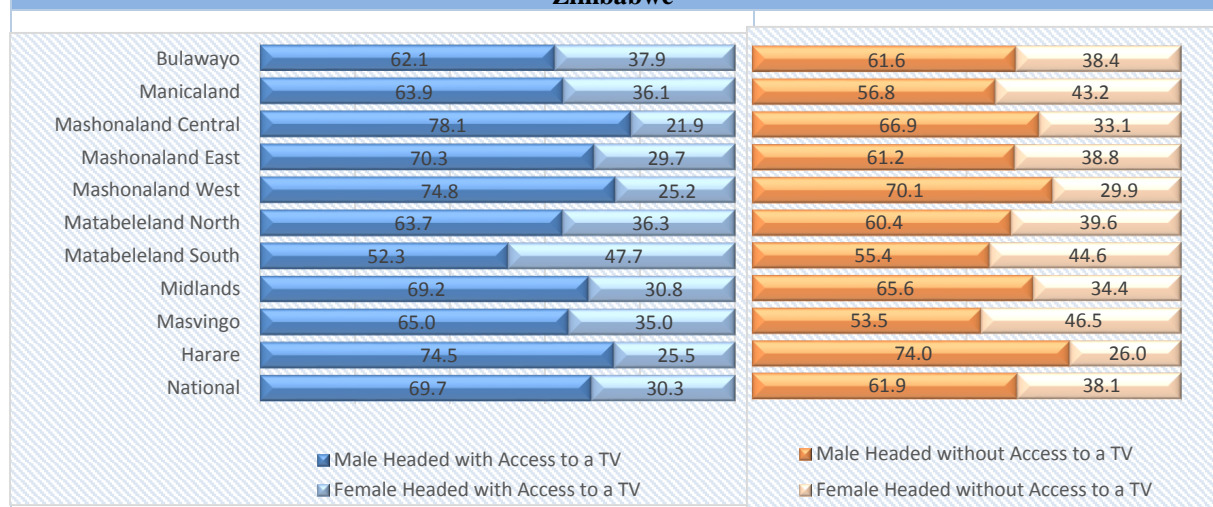 Zimbabwe
Bulawayo 62.1 37.9 61.6 38.4
Manicaland 63.9 36.1 56.8 43.2
Mashonaland Central 78.1 21.9 66.9 33.1
Mashonaland East 70.3 29.7 61.2 38.8
Mashonaland West 74.8 25.2 70.1 29.9
Matabeleland North 63.7 36.3 60.4 39.6
Matabeleland South 52.3 47.7 55.4 44.6
Midlands 69.2 30.8 65.6 34.4
Masvingo 65.0 35.0 53.5 46.5
Harare 74.5 25.5 74.0 26.0
National 69.7 30.3 61.9 38.1
Male Headed with Access to a TV
Female Headed with Access to a TV
Male Headed without Access to a TV
Female Headed without Access to a TV